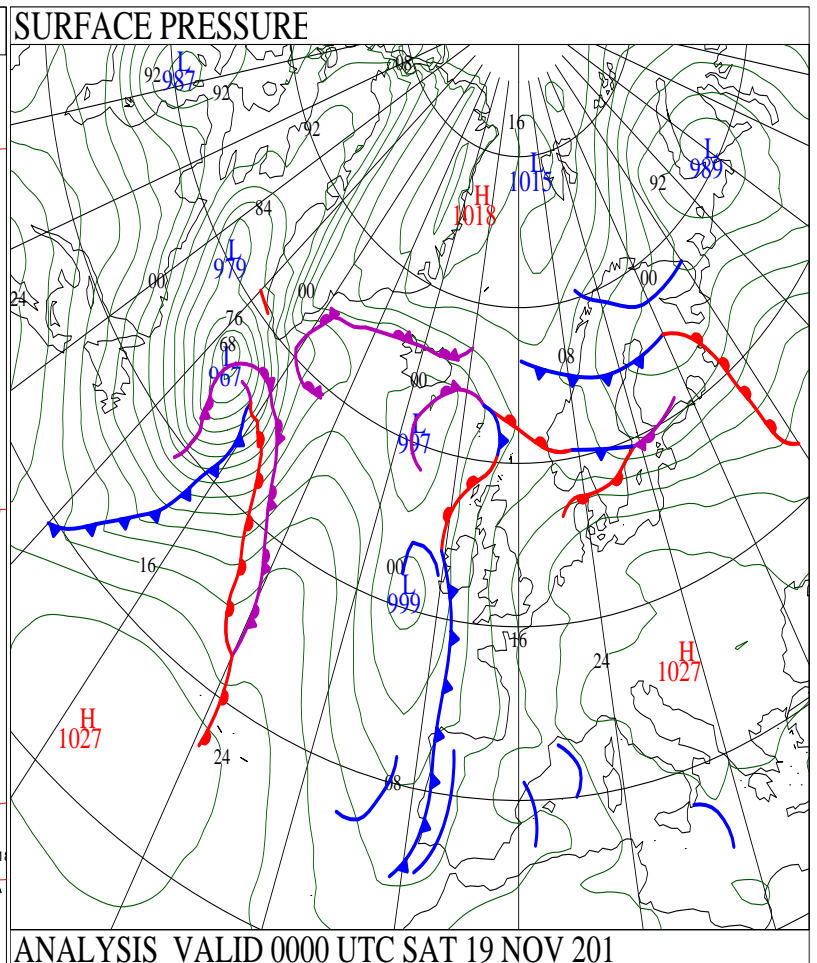 SURFACE PRESSURE
L
987
92
92
08
92
16
L
1015
L
989
92
H
1018
84
L
979
00
00
00
24
76
68
L
967
08
00
L
997
16
00
L
999
16
24
H
1027
H
1027
24
08
ANALYSIS VALID 0000 UTC SAT 19 NOV 201